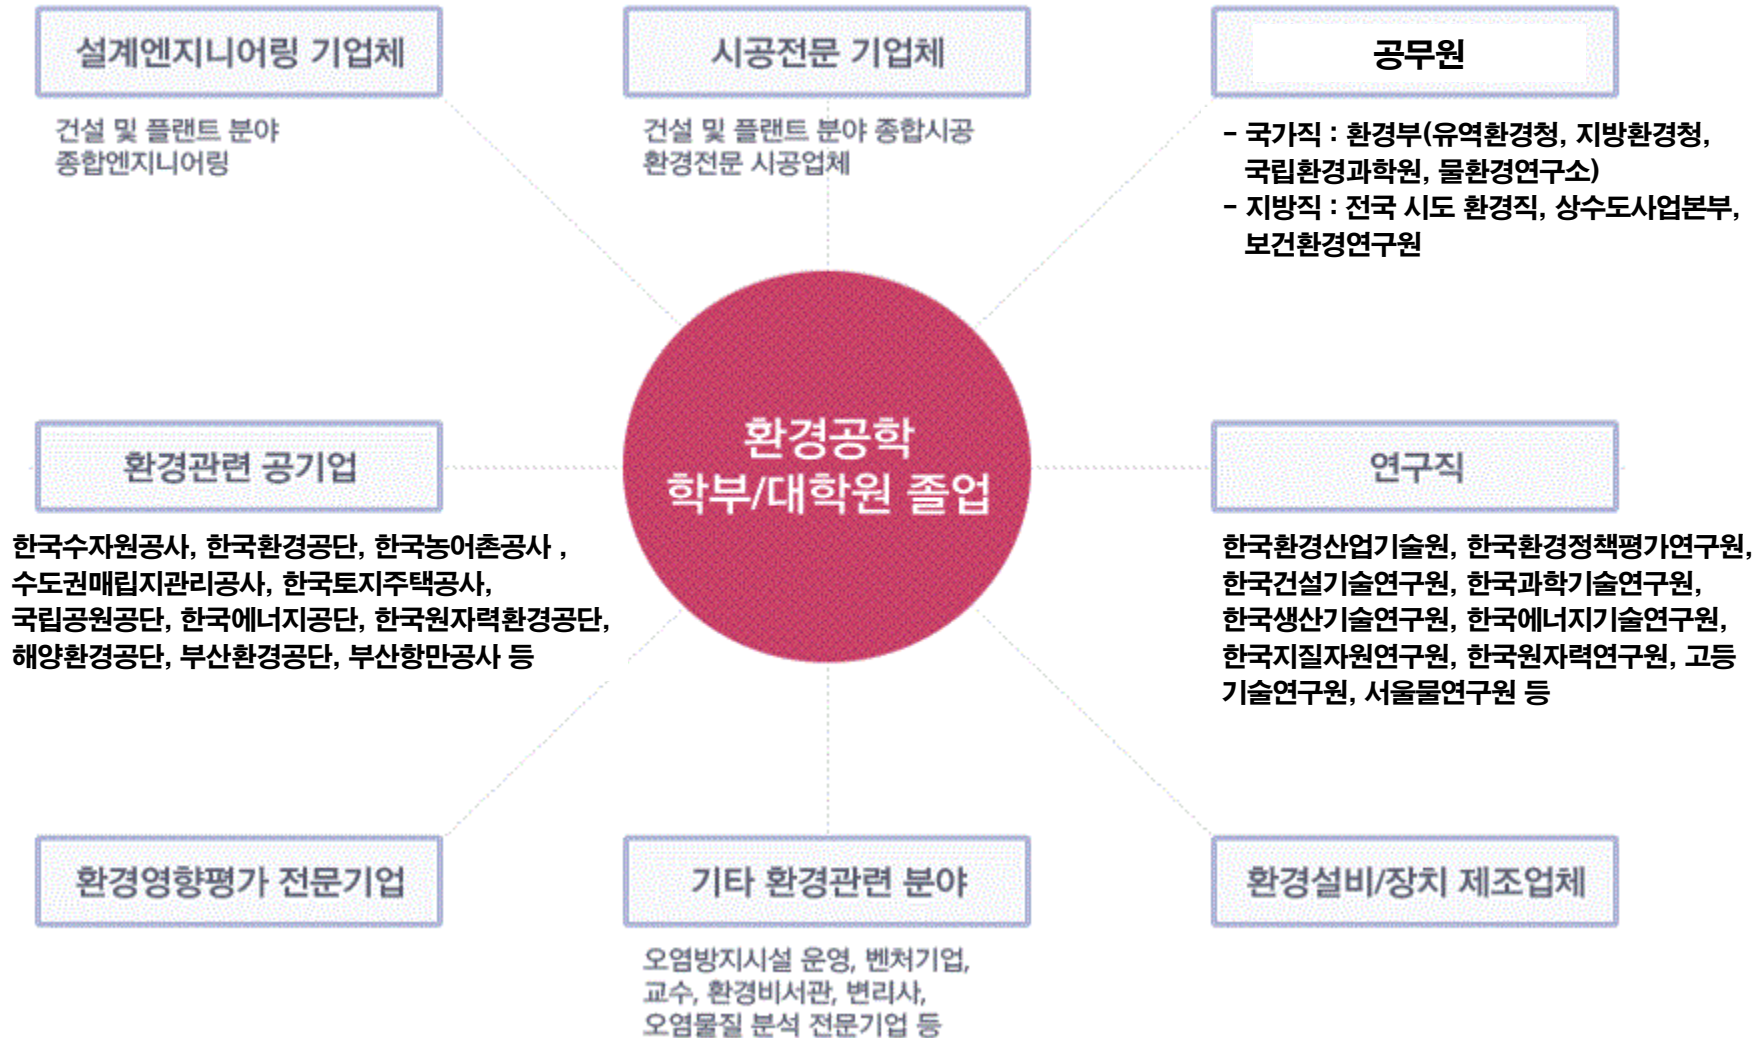 설계엔지니어링 기업체
건설 및 플랜트 분야
종합엔지니어링
시공전문 기업체
건설 및 플랜트 분야 종합시공
환경전문 시공업체
공무원
- 국가직 : 환경부(유역환경청, 지방환경청,
국립환경과학원, 물환경연구소)
- 지방직 : 전국 시도 환경직, 상수도사업본부,
보건환경연구원
환경관련 공기업
한국수자원공사, 한국환경공단, 한국농어촌공사 ,
수도권매립지관리공사, 한국토지주택공사,
국립공원공단, 한국에너지공단, 한국원자력환경공단,
해양환경공단, 부산환경공단, 부산항만공사 등
환경공학
학부/대학원 졸업
연구직
한국환경산업기술원, 한국환경정책평가연구원,
한국건설기술연구원, 한국과학기술연구원,
한국생산기술연구원, 한국에너지기술연구원,
한국지질자원연구원, 한국원자력연구원, 고등
기술연구원, 서울물연구원 등
환경영향평가 전문기업
기타 환경관련 분야
오염방지시설 운영, 벤처기업,
교수, 환경비서관, 변리사,
오염물질 분석 전문기업 등
환경설비/장치 제조업체